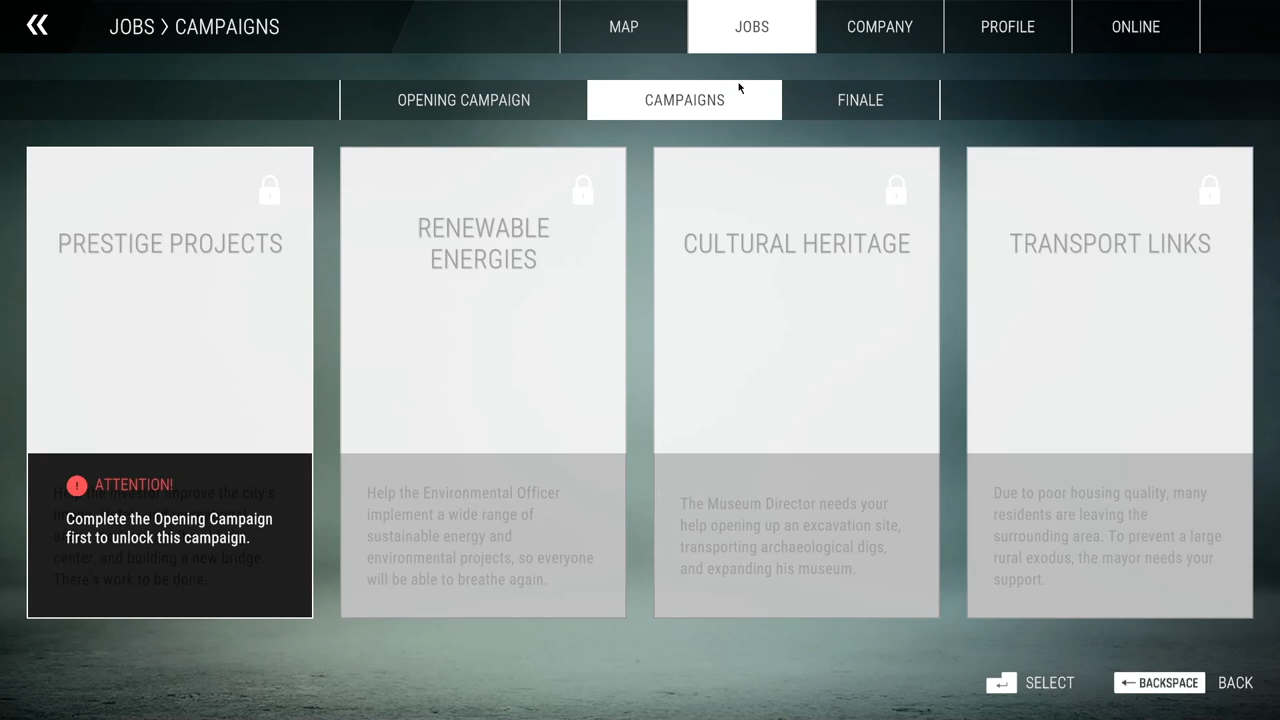 JOBS > CAMPAIGNS
MAP
JOBS
COMPANY
PROFILE
ONLINE
OPENING CAMPAIGN
CAMPAIGNS
FINALE
PRESTIGE PROJECTS
ATTENTION!
Complete the Opening Campaign
first to unlock this campaign.
center, and building a new bridge.
There's work to be done.
RENEWABLE
ENERGIES
Help the Environmental Officer
implement a wide range of
sustainable energy and
environmental projects, so everyone
will be able to breathe again.
CULTURAL HERITAGE
The Museum Director needs your
help opening up an excavation site,
transporting archaeological digs,
and expanding his museum.
TRANSPORT LINKS
Due to poor housing quality, many
residents are leaving the
surrounding area. To prevent a large
rural exodus, the mayor needs your
support.
SELECT
← BACKSPACE
BACK